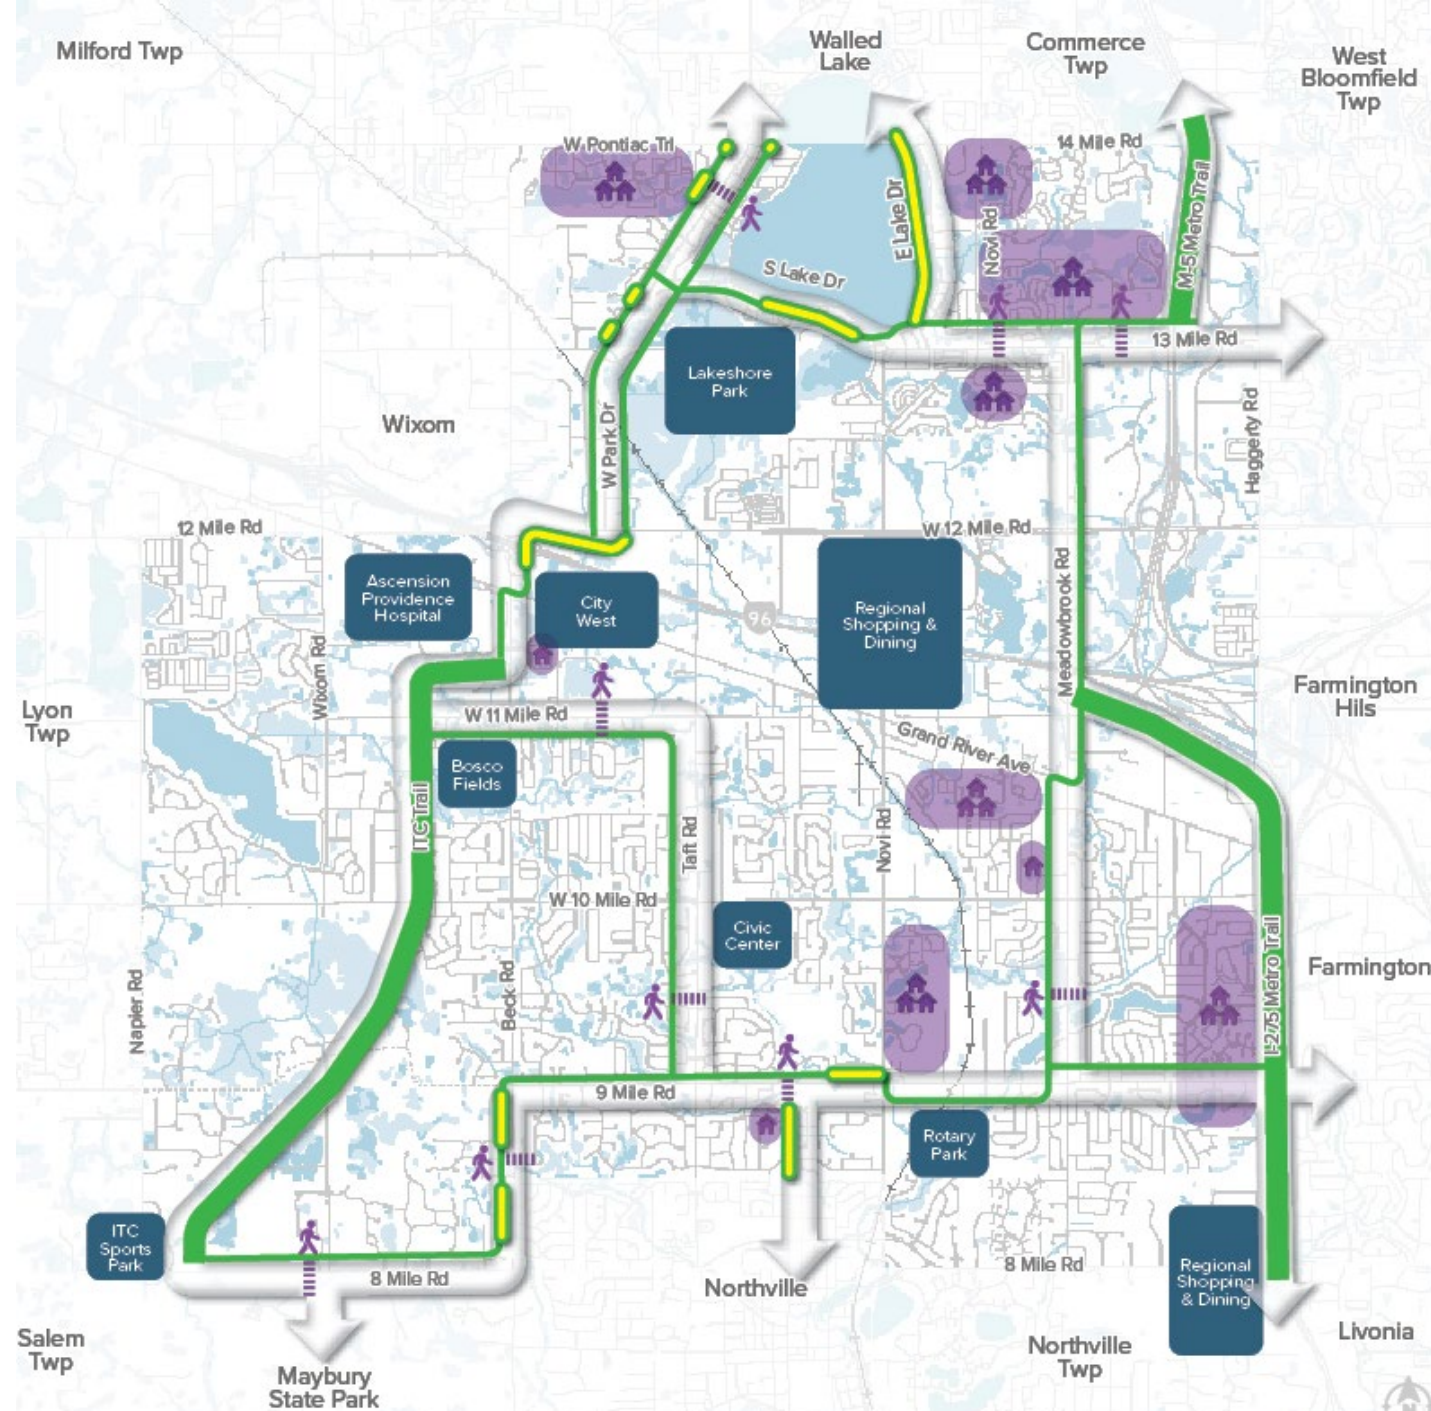 Milford Twp
Walled
Lake
Commerce
Twp
West
Bloomfield
Twp
W Pontiac Trl
14 Mile Rd
E Lake Dr
Novi Rd
M-5 Metro Trail
S Lake Dr
13 Mile Rd
Lakeshore
Park
Wixom
W Park Dr
Haggerty Rd
12 Mile Rd
W 12 Mile Rd
Ascension
Providence
Hospital
City
West
96
Regional
Shopping &
Dining
Meadowbrook Rd
Wixom Rd
Lyon
Twp
Farmington
Hils
W 11 Mile Rd
Grand River Ave
Bosco
Fields
ITC Trail
Taft Rd
Novi Rd
W 10 Mile Rd
Civic
Center
Farmington
Napier Rd
Beck Rd
I-275 Metro Trail
9 Mile Rd
Rotary
Park
ITC
Sports
Park
8 Mile Rd
8 Mile Rd
Northville
Regional
Shopping
& Dining
Salem
Twp
Northville
Twp
Livonia
Maybury
State Park
N